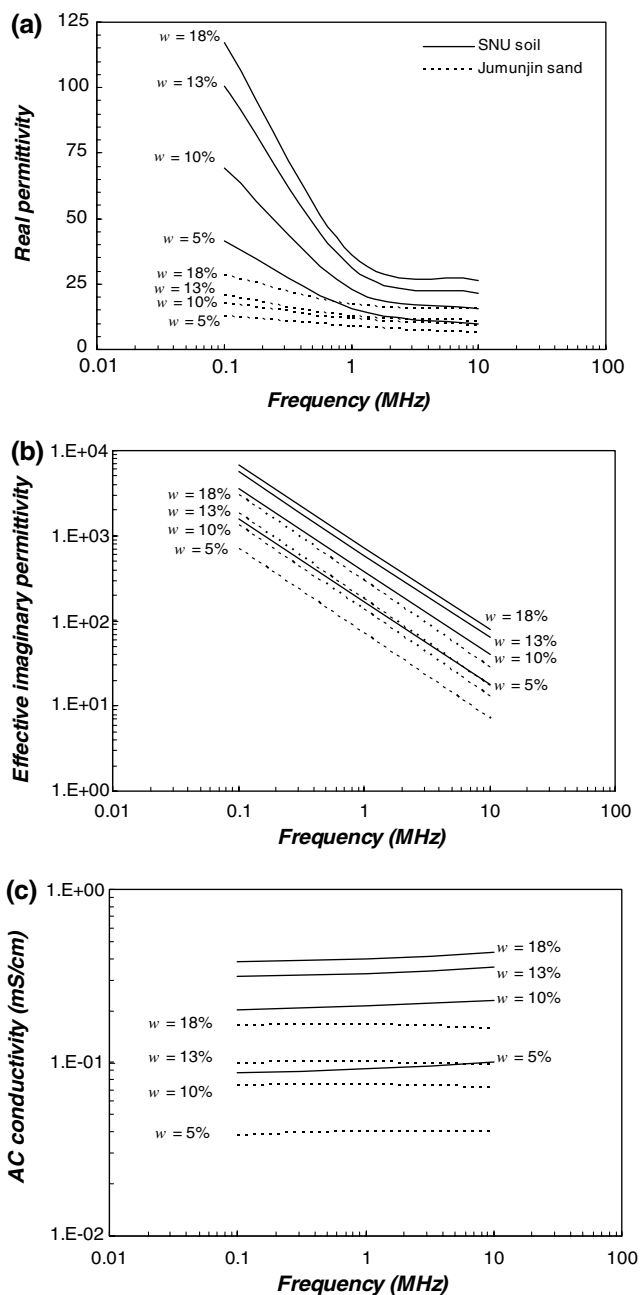 (a)
125
100
75
50
25
0
Real permittivity
w = 18%
w = 13%
w = 10%
w = 5%
w = 18%
w = 13%
w = 10%
w = 5%
SNU soil
Jumunjin sand
0.01 0.1 1 10 100
Frequency (MHz)
(b)
1.E+04
1.E+03
1.E+02
1.E+01
1.E+00
Effective imaginary permittivity
w = 18%
w = 13%
w = 10%
w = 5%
w = 18%
w = 13%
w = 10%
w = 5%
0.01 0.1 1 10 100
Frequency (MHz)
(c)
1.E+00
1.E-01
1.E-02
AC conductivity (mS/cm)
w = 18%
w = 13%
w = 10%
w = 5%
w = 18%
w = 13%
w = 10%
w = 5%
0.01 0.1 1 10 100
Frequency (MHz)